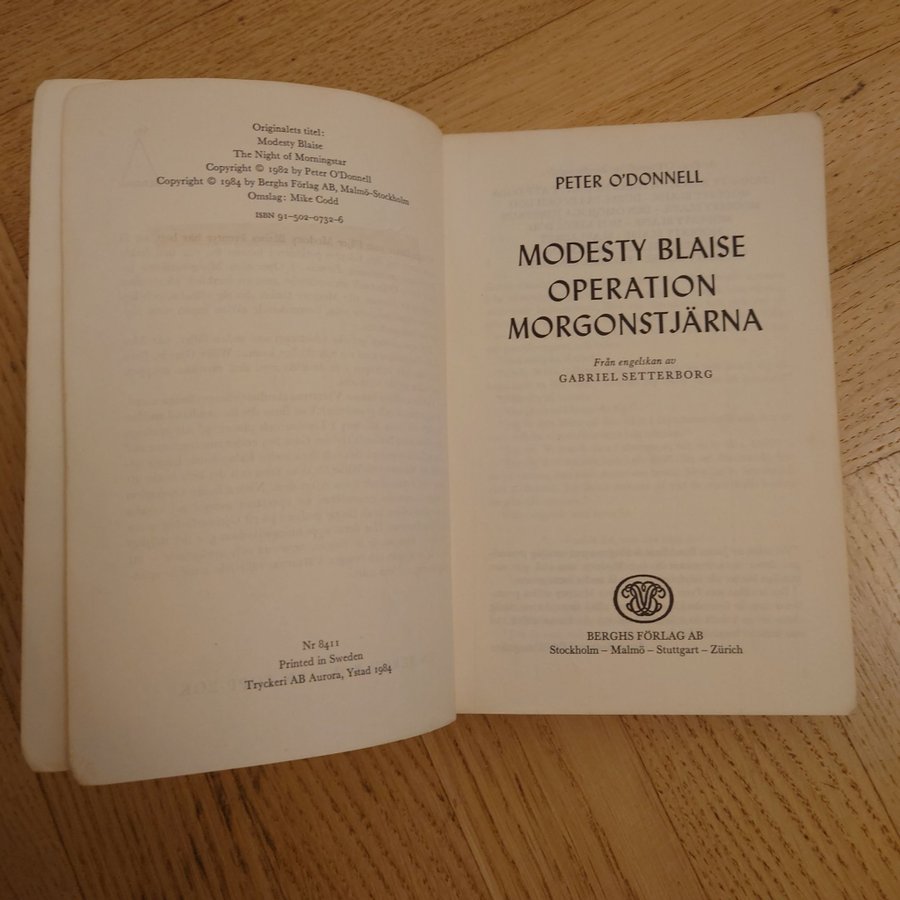 Originalets titel:
Modesty Blaise
The Night of Morningstar
Copyright © 1982 by Peter O'Donnell
Copyright © 1984 by Berghs Förlag AB, Malmö–Stockholm
Omslag: Mike Codd
ISBN 91-502-0732-6
Nr 8411
Printed in Sweden
Tryckeri AB Aurora, Ystad 1984
PETER O'DONNELL
MODESTY BLAISE
OPERATION
MORGONSTJÄRNA
Från engelskan av
GABRIEL SETTERBORG
BERGHS FÖRLAG AB
Stockholm – Malmö – Stuttgart – Zürich